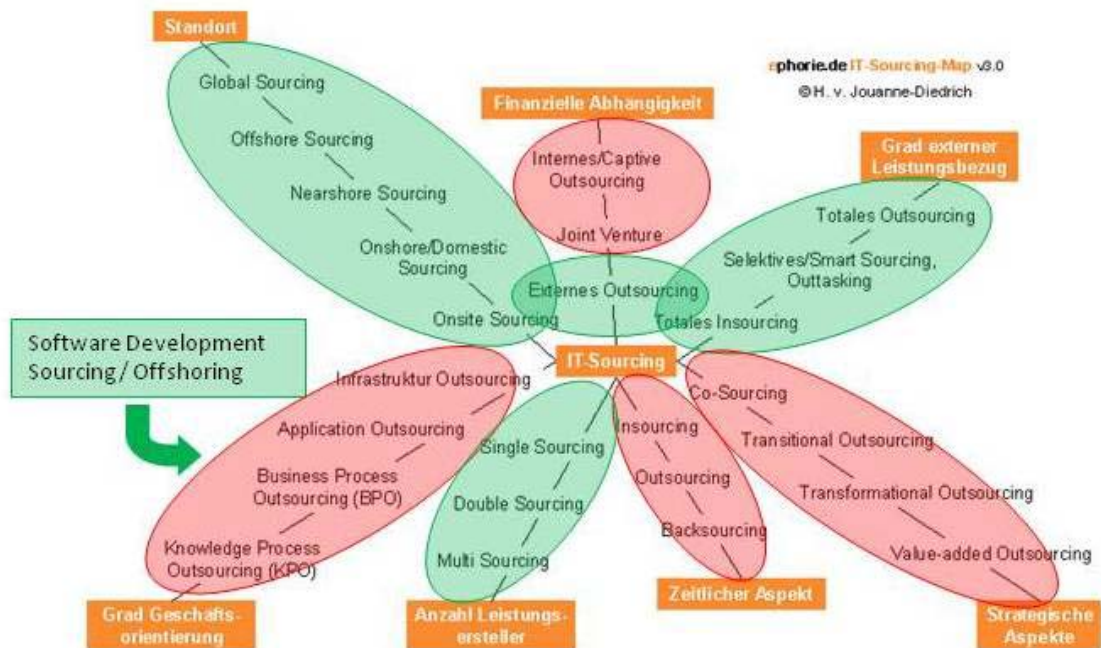 Standort
Global Sourcing
Offshore Sourcing
Nearshore Sourcing
Onshore/Domestic
Sourcing
Onsite Sourcing
Finanzielle Abhängigkeit
Internes/Captive
Outsourcing
Joint Venture
Externes Outsourcing
ephorie.de IT-Sourcing-Map v3.0
© H. v. Jouanne-Diedrich
Grad externer
Leistungsbezug
Totales Outsourcing
Selektives/Smart Sourcing,
Outtasking
Totales Insourcing
IT-Sourcing
Software Development
Sourcing/ Offshoring
Infrastruktur Outsourcing
Application Outsourcing
Business Process
Outsourcing (BPO)
Knowledge Process
Outsourcing (KPO)
Grad Geschäfts-
orientierung
Single Sourcing
Double Sourcing
Multi Sourcing
Anzahl Leistungs-
ersteller
Insourcing
Outsourcing
Backsourcing
Zeitlicher Aspekt
Co-Sourcing
Transitional Outsourcing
Transformational Outsourcing
Value-added Outsourcing
Strategische
Aspekte